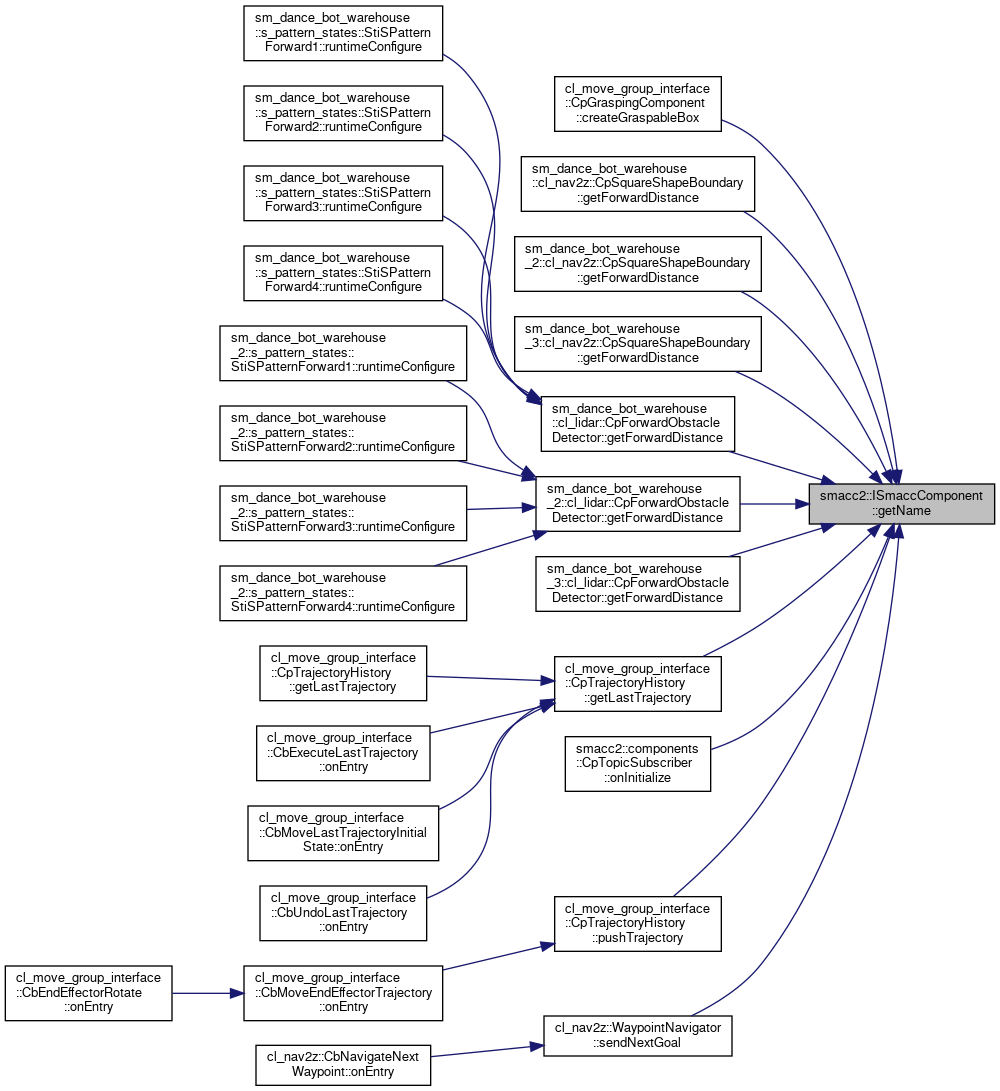 sm_dance_bot_warehouse
::s_pattern_states::StiSPattern
Forward1::runtimeConfigure
sm_dance_bot_warehouse
::s_pattern_states::StiSPattern
Forward2::runtimeConfigure
sm_dance_bot_warehouse
::s_pattern_states::StiSPattern
Forward3::runtimeConfigure
sm_dance_bot_warehouse
::s_pattern_states::StiSPattern
Forward4::runtimeConfigure
sm_dance_bot_warehouse
_2::s_pattern_states::
StiSPatternForward1::runtimeConfigure
sm_dance_bot_warehouse
_2::s_pattern_states::
StiSPatternForward2::runtimeConfigure
sm_dance_bot_warehouse
_2::s_pattern_states::
StiSPatternForward3::runtimeConfigure
sm_dance_bot_warehouse
_2::s_pattern_states::
StiSPatternForward4::runtimeConfigure
cl_move_group_interface
::CpTrajectoryHistory
::getLastTrajectory
cl_move_group_interface
::CbExecuteLastTrajectory
::onEntry
cl_move_group_interface
::CbMoveLastTrajectoryInitial
State::onEntry
cl_move_group_interface
::CbUndoLastTrajectory
::onEntry
cl_move_group_interface
::CbEndEffectorRotate
::onEntry
cl_move_group_interface
::CbMoveEndEffectorTrajectory
::onEntry
cl_nav2z::CbNavigateNext
Waypoint::onEntry
cl_move_group_interface
::CpGraspingComponent
::createGraspableBox
sm_dance_bot_warehouse
::cl_nav2z::CpSquareShapeBoundary
::getForwardDistance
sm_dance_bot_warehouse
_2::cl_nav2z::CpSquareShapeBoundary
::getForwardDistance
sm_dance_bot_warehouse
_3::cl_nav2z::CpSquareShapeBoundary
::getForwardDistance
sm_dance_bot_warehouse
::cl_lidar::CpForwardObstacle
Detector::getForwardDistance
sm_dance_bot_warehouse
_2::cl_lidar::CpForwardObstacle
Detector::getForwardDistance
sm_dance_bot_warehouse
_3::cl_lidar::CpForwardObstacle
Detector::getForwardDistance
cl_move_group_interface
::CpTrajectoryHistory
::getLastTrajectory
smacc2::components
::CpTopicSubscriber
::onInitialize
cl_move_group_interface
::CpTrajectoryHistory
::pushTrajectory
cl_nav2z::WaypointNavigator
::sendNextGoal
smacc2::ISmaccComponent
::getName